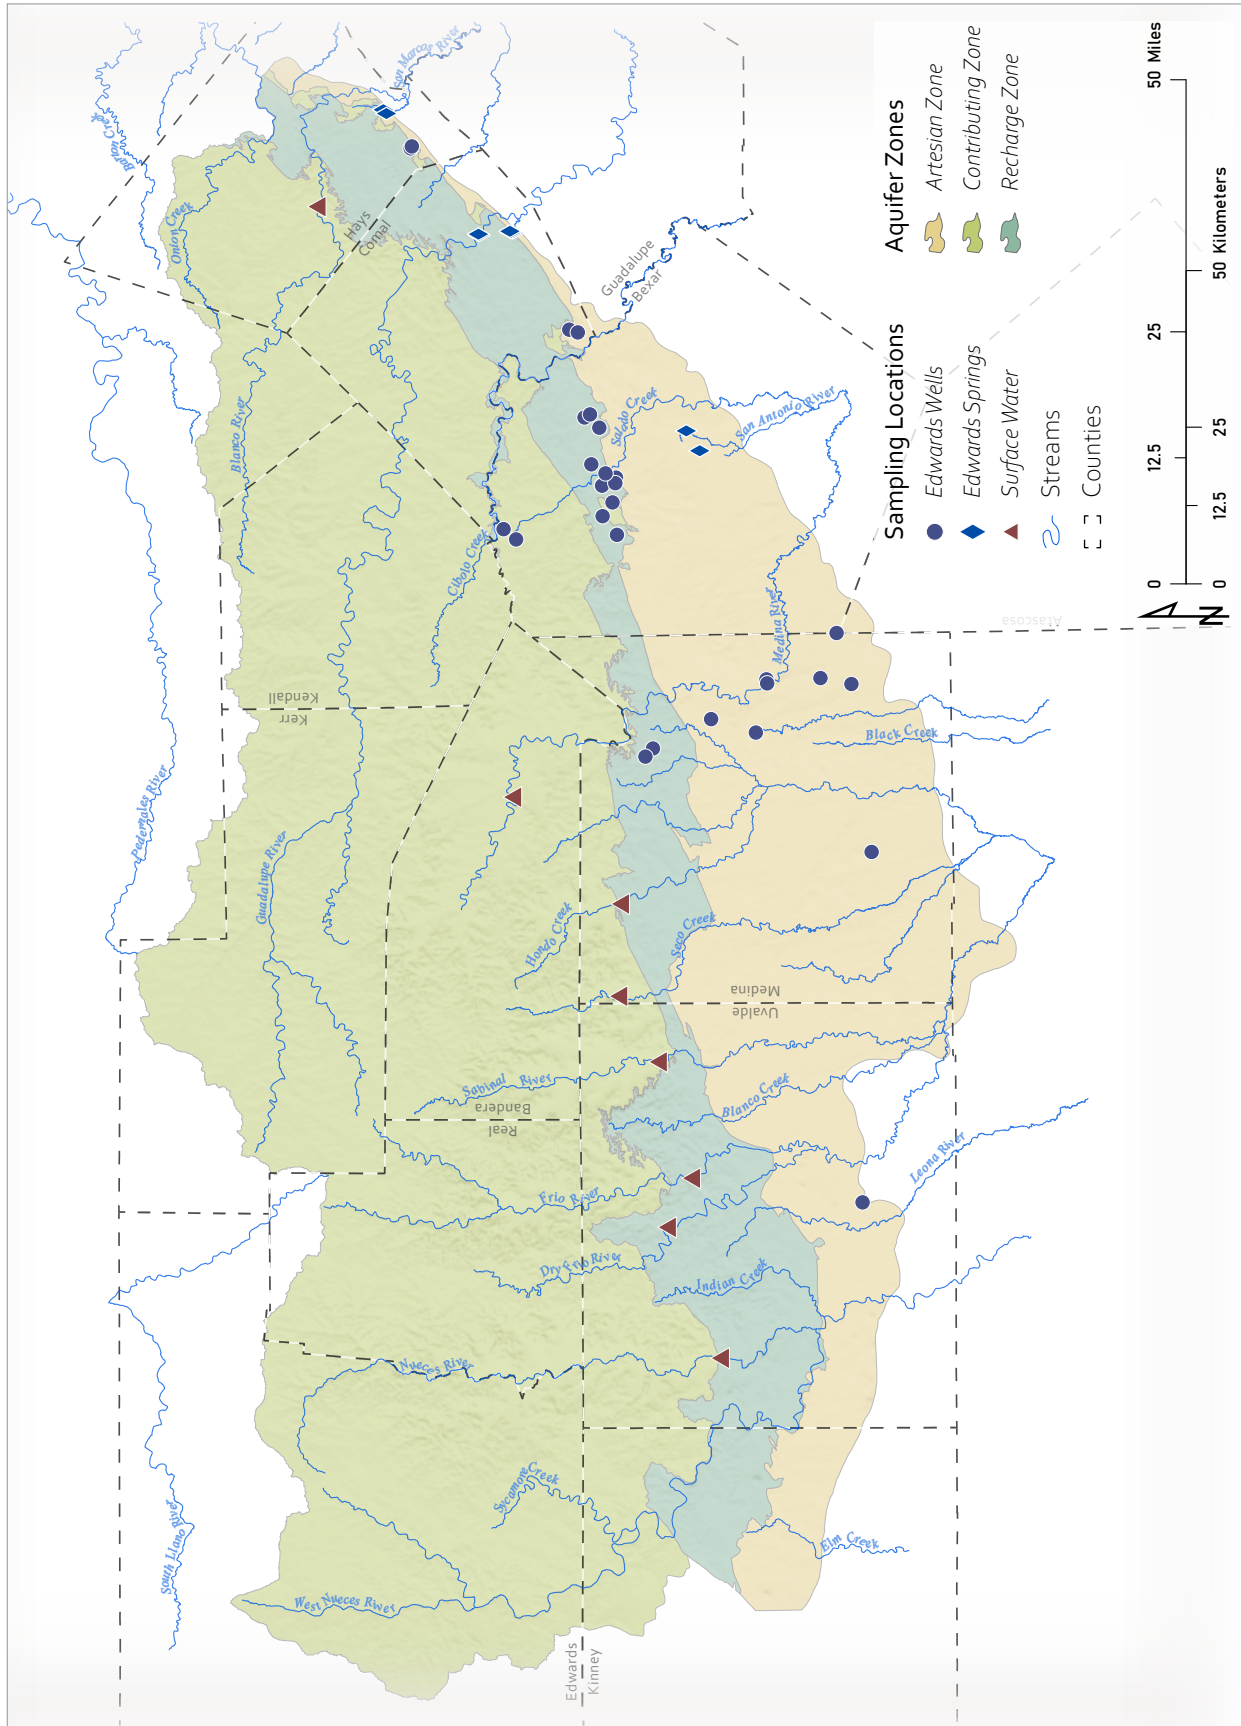 Barton Creek
San Marcos River
Onion Creek
Hays
Comal
Blanco River
Guadalupe
Bexar
Salado Creek
San Antonio River
Cibolo Creek
Medina River
Atascosa
Kendall
Kerr
Black Creek
Pedernales River
Guadalupe River
Hondo Creek
Seco Creek
Medina
Uvalde
Sabinal River
Bandera
Real
Blanco Creek
Leona River
Frio River
Dry Frio River
Indian Creek
Nueces River
Sycamore Creek
South Llano River
West Nueces River
Elm Creek
Edwards
Kinney
Sampling Locations
Edwards Wells
Edwards Springs
Surface Water
Streams
Counties
Aquifer Zones
Artesian Zone
Contributing Zone
Recharge Zone
0 12.5 25 50 Miles
0 12.5 25 50 Kilometers
N